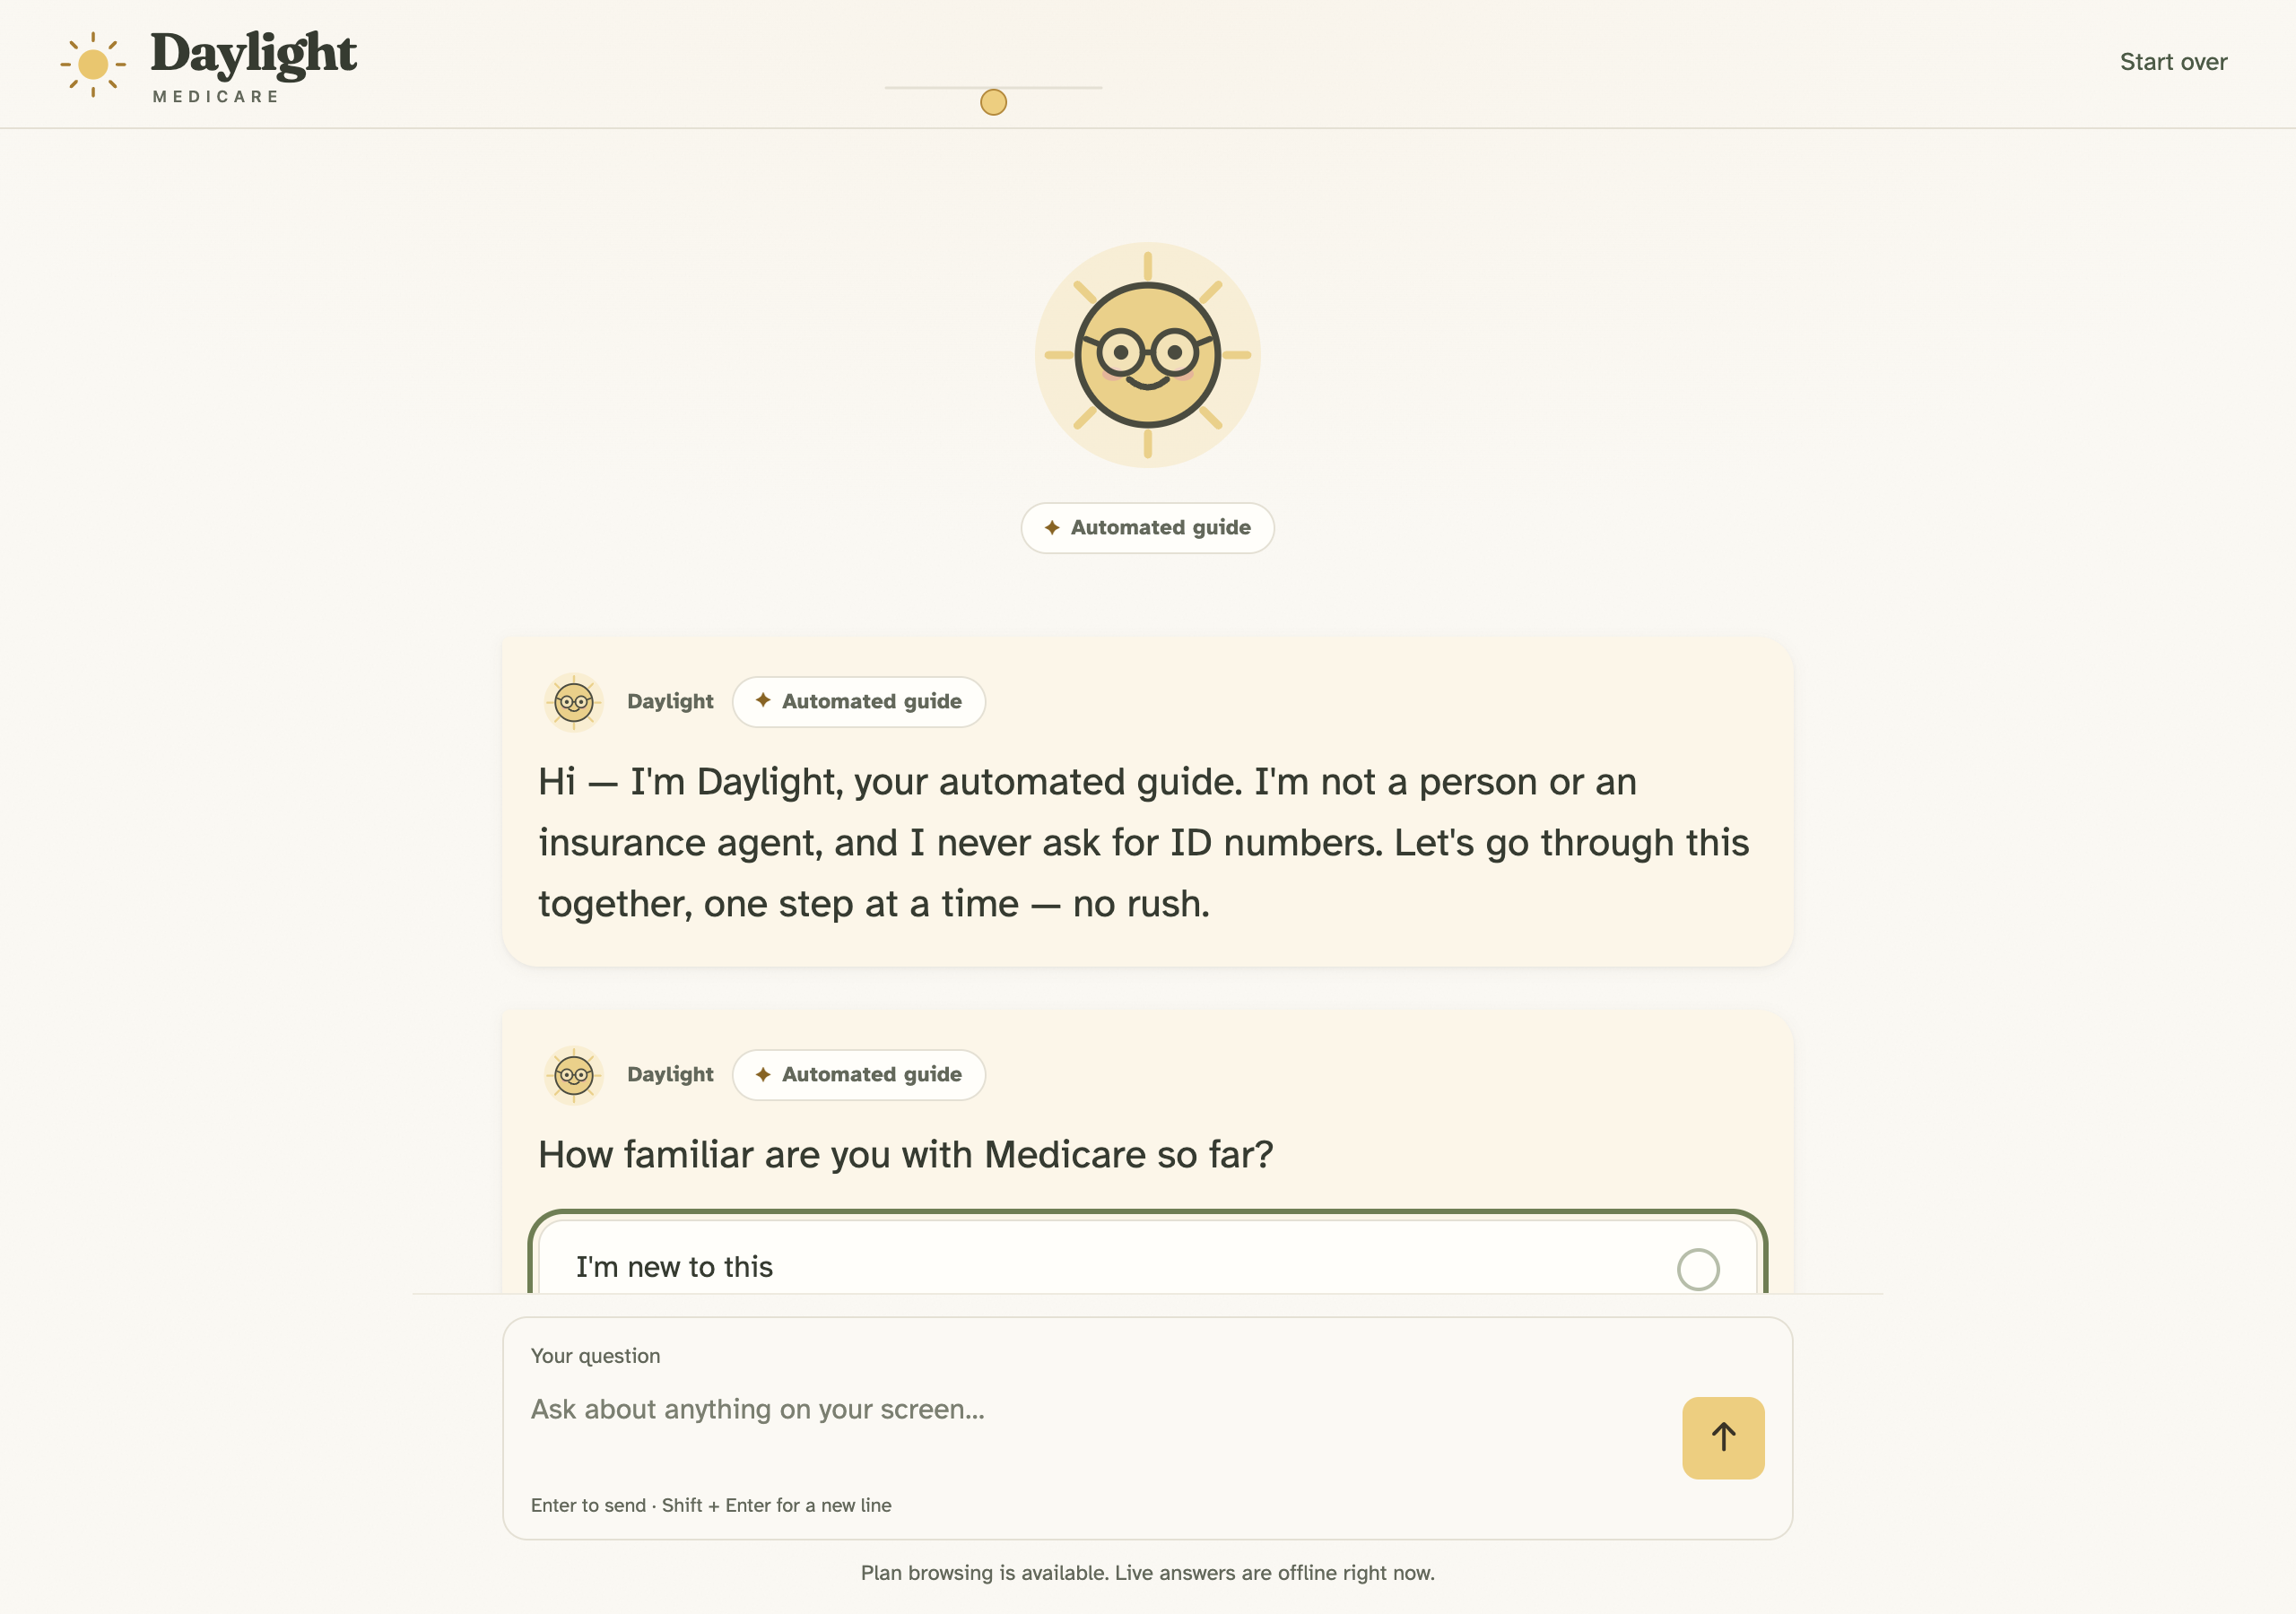 Daylight
MEDICARE
Start over
Automated guide
Daylight
Automated guide
Hi — I'm Daylight, your automated guide. I'm not a person or an
insurance agent, and I never ask for ID numbers. Let's go through this
together, one step at a time — no rush.
Daylight
Automated guide
How familiar are you with Medicare so far?
I'm new to this
Your question
Ask about anything on your screen...
Enter to send · Shift + Enter for a new line
Plan browsing is available. Live answers are offline right now.